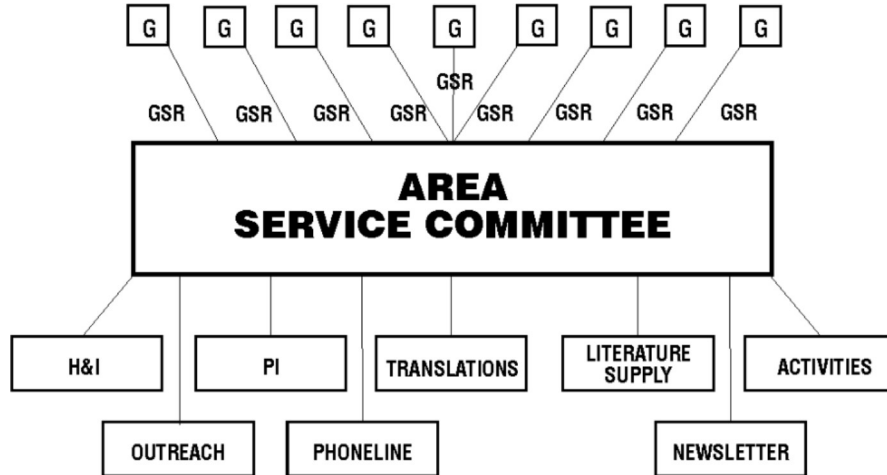 G G G G G G G G G
GSR
GSR GSR GSR GSR GSR GSR GSR GSR
AREA
SERVICE COMMITTEE
H&I PI TRANSLATIONS LITERATURE SUPPLY ACTIVITIES
OUTREACH PHONELINE NEWSLETTER